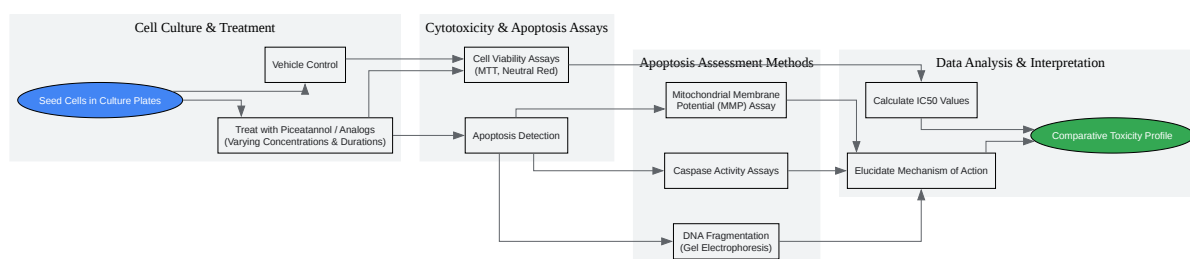 Cell Culture & Treatment
Seed Cells in Culture Plates
Vehicle Control
Treat with Piceatannol / Analogs
(Varying Concentrations & Durations)
Cytotoxicity & Apoptosis Assays
Cell Viability Assays
(MTT, Neutral Red)
Apoptosis Detection
Apoptosis Assessment Methods
Mitochondrial Membrane
Potential (MMP) Assay
Caspase Activity Assays
DNA Fragmentation
(Gel Electrophoresis)
Data Analysis & Interpretation
Calculate IC50 Values
Elucidate Mechanism of Action
Comparative Toxicity Profile